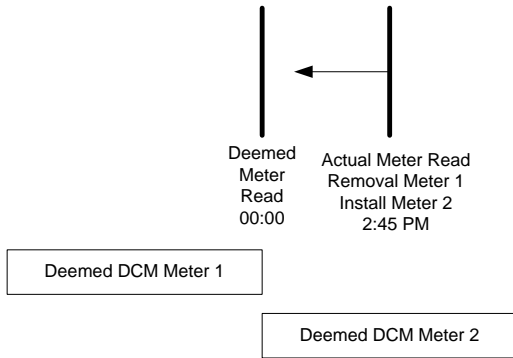 Deemed
Meter
Read
00:00
Actual Meter Read
Removal Meter 1
Install Meter 2
2:45 PM
Deemed DCM Meter 1
Deemed DCM Meter 2